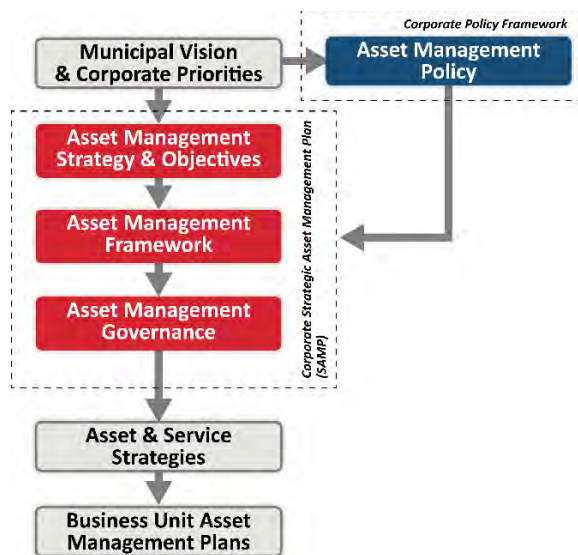 Corporate Policy Framework
Municipal Vision
& Corporate Priorities
Asset Management
Policy
Asset Management
Strategy & Objectives
Asset Management
Framework
Asset Management
Governance
Corporate Strategic Asset Management Plan
(SAMP)
Asset & Service
Strategies
Business Unit Asset
Management Plans